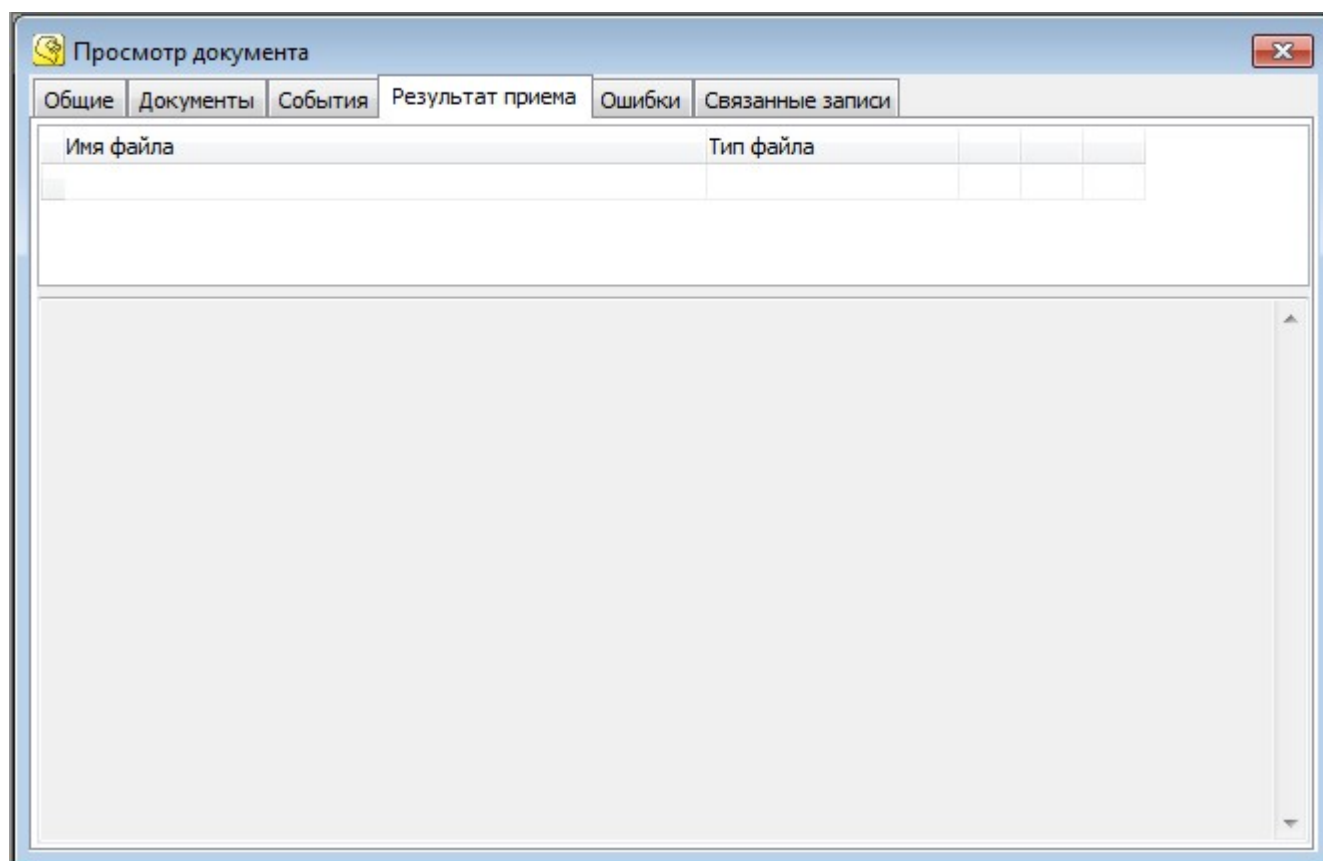 Просмотр документа
Общие Документы События Результат приема Ошибки Связанные записи
Имя файла Тип файла